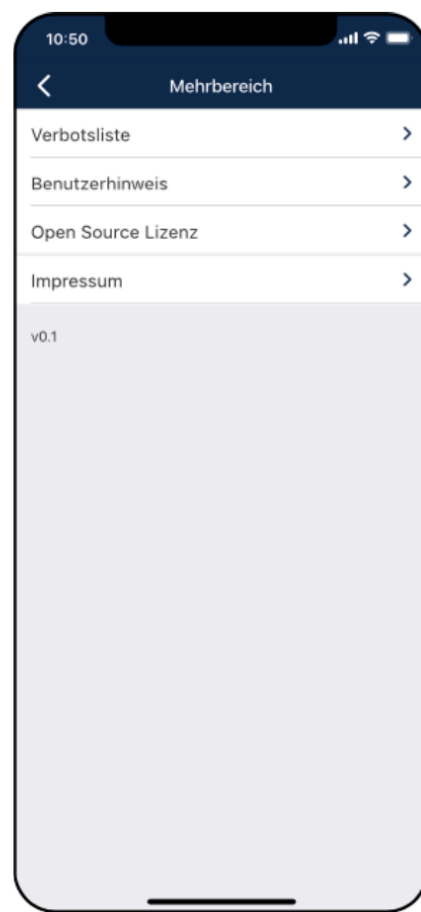 10:50
Mehrbereich
Verbotsliste
Benutzerhinweis
Open Source Lizenz
Impressum
v0.1